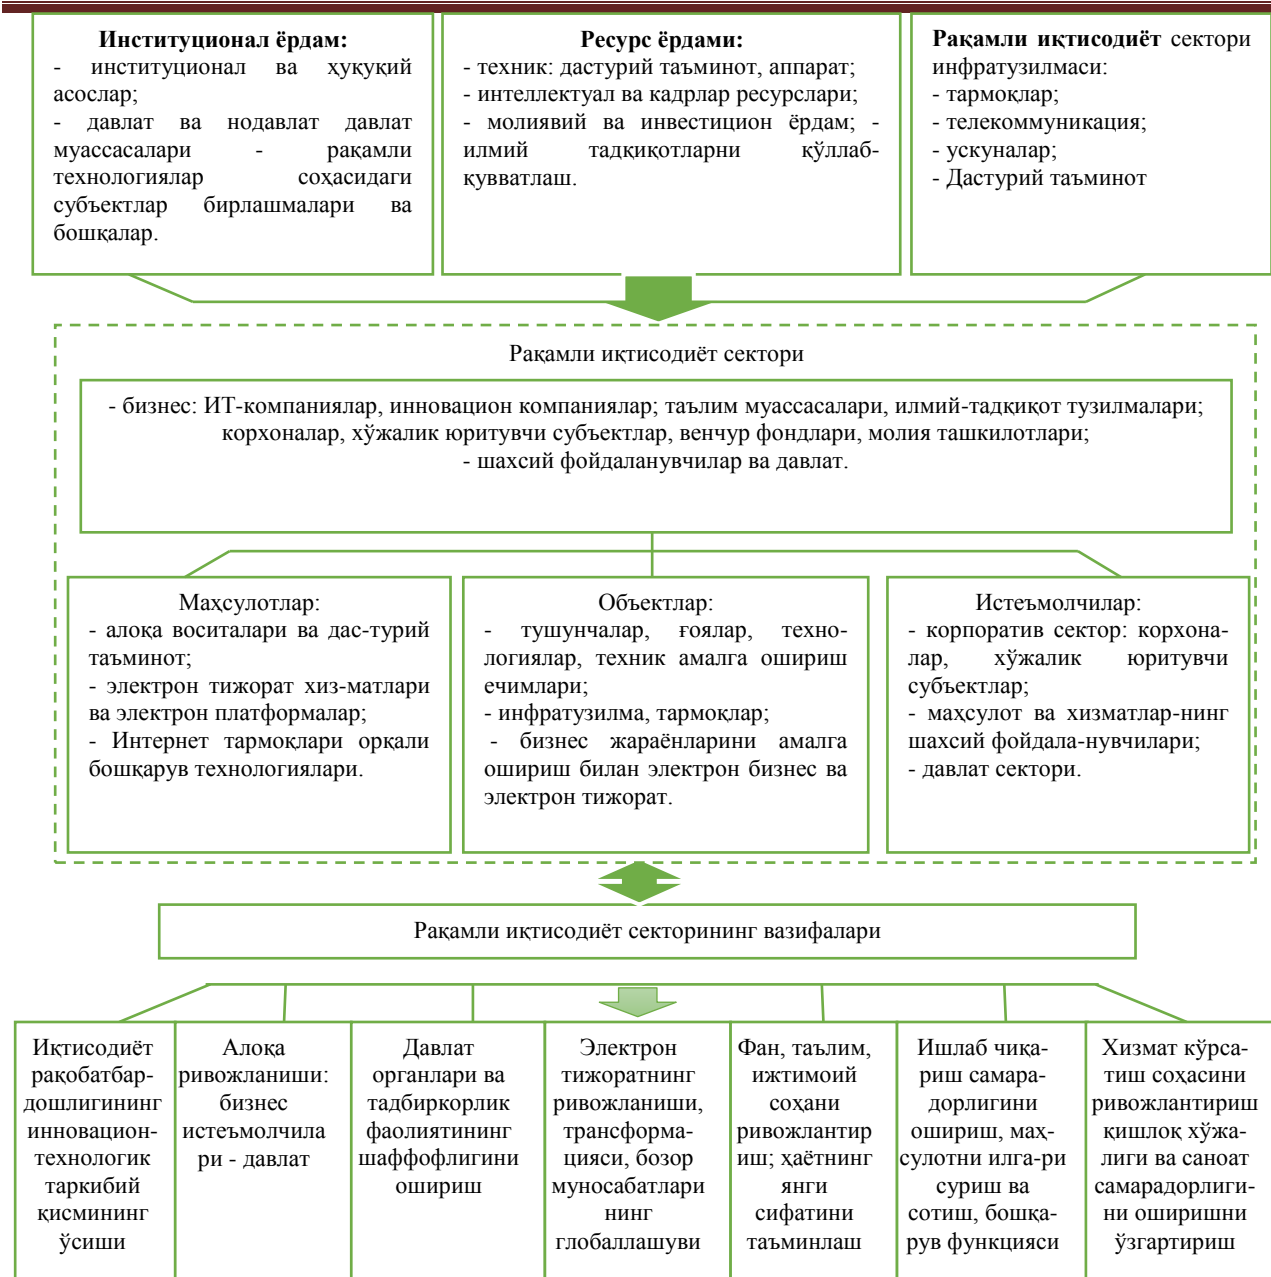 Институционал ёрдам:
- институционал ва ҳуқуқий
асослар;
- давлат ва нодавлат давлат
муассасалари - рақамли
технологиялар соҳасидаги
субъектлар бирлашмалари ва
бошқалар.
Ресурс ёрдами:
- техник: дастурий таъминот, аппарат;
- интеллектуал ва кадрлар ресурслари;
- молиявий ва инвестицион ёрдам; -
илмий тадқиқотларни қўллаб-
қувватлаш.
Рақамли иқтисодиёт сектори
инфратузилмаси:
- тармоқлар;
- телекоммуникация;
- ускуналар;
- Дастурий таъминот
Рақамли иқтисодиёт сектори
- бизнес: ИТ-компаниялар, инновацион компаниялар; таълим муассасалари, илмий-тадқиқот тузилмалари;
корхоналар, хўжалик юритувчи субъектлар, венчур фондлари, молия ташкилотлари;
- шахсий фойдаланувчилар ва давлат.
Маҳсулотлар:
- алоқа воситалари ва дас-турий
таъминот;
- электрон тижорат хиз-матлари
ва электрон платформалар;
- Интернет тармоқлари орқали
бошқарув технологиялари.
Объектлар:
- тушунчалар, ғоялар, техно-
логиялар, техник амалга ошириш
ечимлари;
- инфратузилма, тармоқлар;
- бизнес жараёнларини амалга
ошириш билан электрон бизнес ва
электрон тижорат.
Истеъмолчилар:
- корпоратив сектор: корхона-
лар, хўжалик юритувчи
субъектлар;
- маҳсулот ва хизматлар-нинг
шахсий фойдала-нувчилари;
- давлат сектори.
Рақамли иқтисодиёт секторининг вазифалари
Иқтисодиёт
рақобатбар-
дошлигининг
инновацион-
технологик
таркибий
қисмининг
ўсиши
Алоқа
ривожланиши:
бизнес
истеъмолчила
ри - давлат
Давлат
органлари ва
тадбиркорлик
фаолиятининг
шаффофлигини
ошириш
Электрон
тижоратнинг
ривожланиши,
трансформа-
цияси, бозор
муносабатлари
нинг
глобаллашуви
Фан, таълим,
ижтимоий
соҳани
ривожлантир
иш; ҳаётнинг
янги
сифатини
таъминлаш
Ишлаб чиқа-
риш самара-
дорлигини
ошириш, маҳ-
сулотни илга-ри
суриш ва
сотиш, бошқа-
рув функцияси
Хизмат кўрса-
тиш соҳасини
ривожлантириш
қишлоқ хўжа-
лиги ва саноат
самарадорлиги-
ни оширишни
ўзгартириш